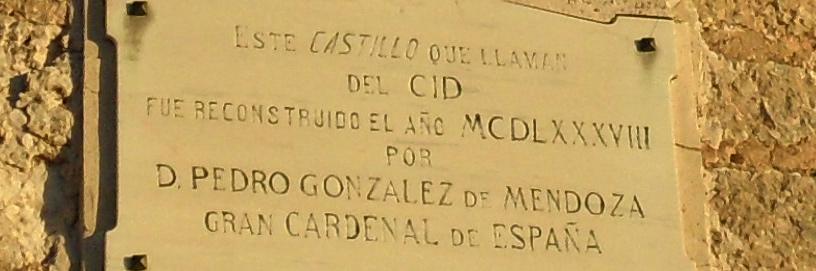 ESTE CASTILLO QUE LLAMAN
DEL CID
FUE RECONSTRUIDO EL AÑO MCDLXXXVIII
POR
D. PEDRO GONZALEZ DE MENDOZA
GRAN CARDENAL DE ESPAÑA